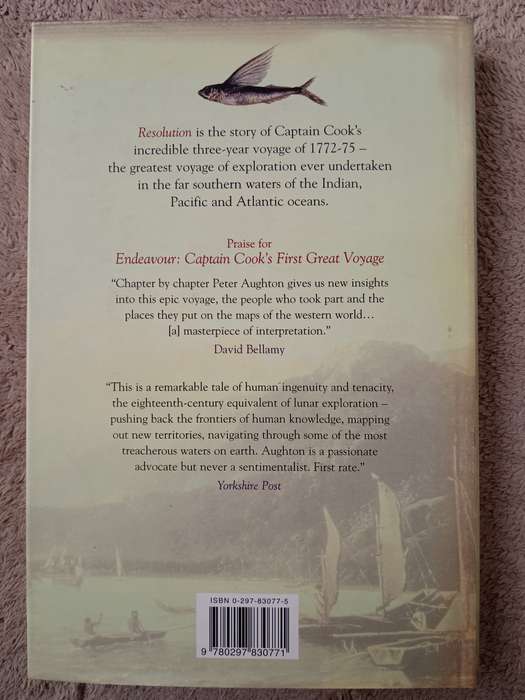 Resolution is the story of Captain Cook's
incredible three-year voyage of 1772-75 –
the greatest voyage of exploration ever undertaken
in the far southern waters of the Indian,
Pacific and Atlantic oceans.
Praise for
Endeavour: Captain Cook's First Great Voyage
“Chapter by chapter Peter Aughton gives us new insights
into this epic voyage, the people who took part and the
places they put on the maps of the western world…
[a] masterpiece of interpretation.”
David Bellamy
“This is a remarkable tale of human ingenuity and tenacity,
the eighteenth-century equivalent of lunar exploration –
pushing back the frontiers of human knowledge, mapping
out new territories, navigating through some of the most
treacherous waters on earth. Aughton is a passionate
advocate but never a sentimentalist. First rate.”
Yorkshire Post
ISBN 0-297-83077-5
9 780297 830771